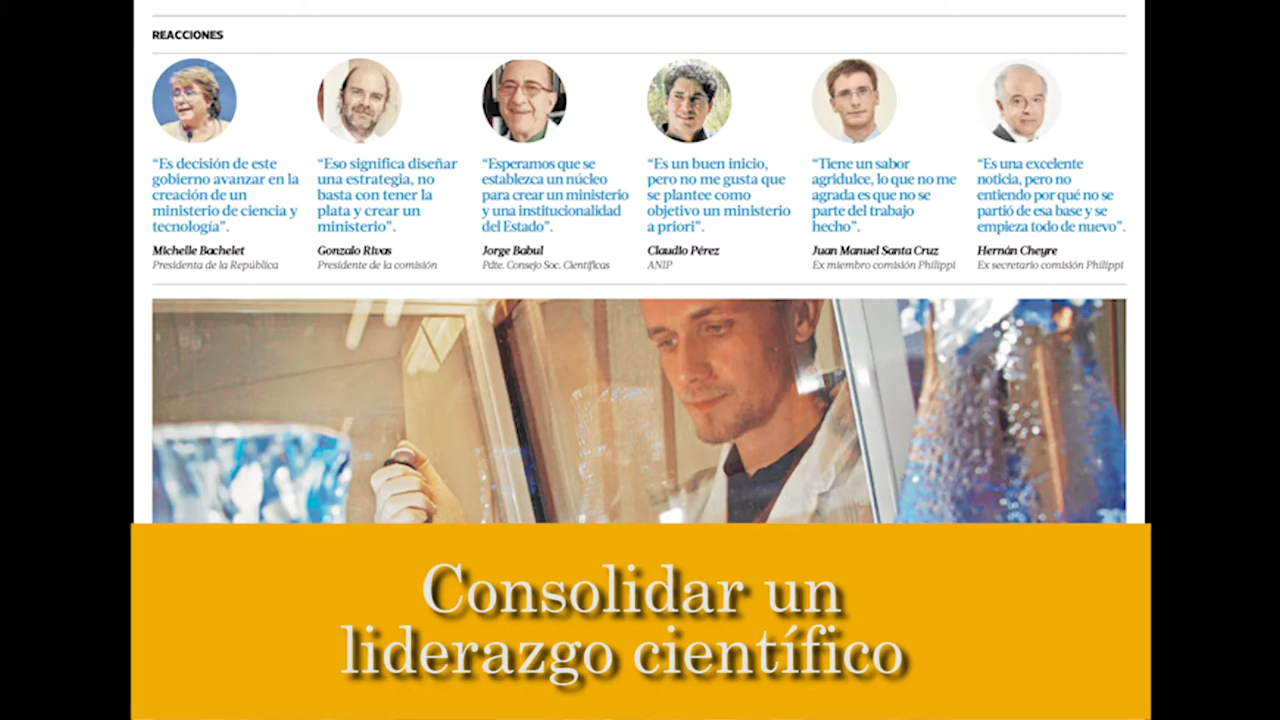 REACCIONES
“Es decisión de este
gobierno avanzar en la
creación de un
ministerio de ciencia y
tecnología”.
Michelle Bachelet
Presidenta de la República
“Eso significa diseñar
una estrategia, no
basta con tener la
plata y crear un
ministerio”.
Gonzalo Rivas
Presidente de la comisión
“Esperamos que se
establezca un núcleo
para crear un ministerio
y una institucionalidad
del Estado”.
Jorge Babul
Pdte. Consejo Soc. Científicas
“Es un buen inicio,
pero no me gusta que
se plantee como
objetivo un ministerio
a priori”.
Claudio Pérez
ANIP
“Tiene un sabor
agridulce, lo que no me
agrada es que no se
parte del trabajo
hecho”.
Juan Manuel Santa Cruz
Ex miembro comisión Philippi
“Es una excelente
noticia, pero no
entiendo por qué no se
partió de esa base y se
empieza todo de nuevo”.
Hernán Cheyre
Ex secretario comisión Philippi
Consolidar un
liderazgo científico